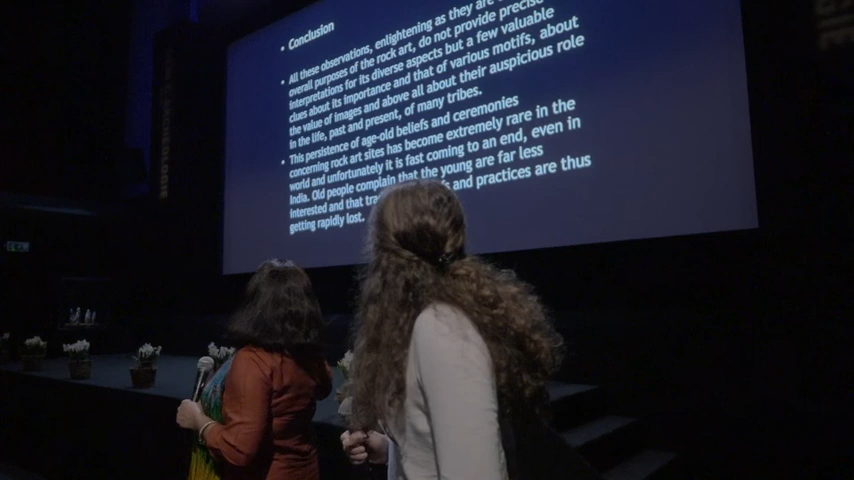 • Conclusion
• All these observations, enlightening as they are
overall purposes of the rock art, do not provide precise
interpretations for its diverse aspects but a few valuable
clues about its importance and that of various motifs, about
the value of images and above all about their auspicious role
in the life, past and present, of many tribes.
• This persistence of age-old beliefs and ceremonies
concerning rock art sites has become extremely rare in the
world and unfortunately it is fast coming to an end, even in
India. Old people complain that the young are far less
interested and that and practices are thus
getting rapidly lost.